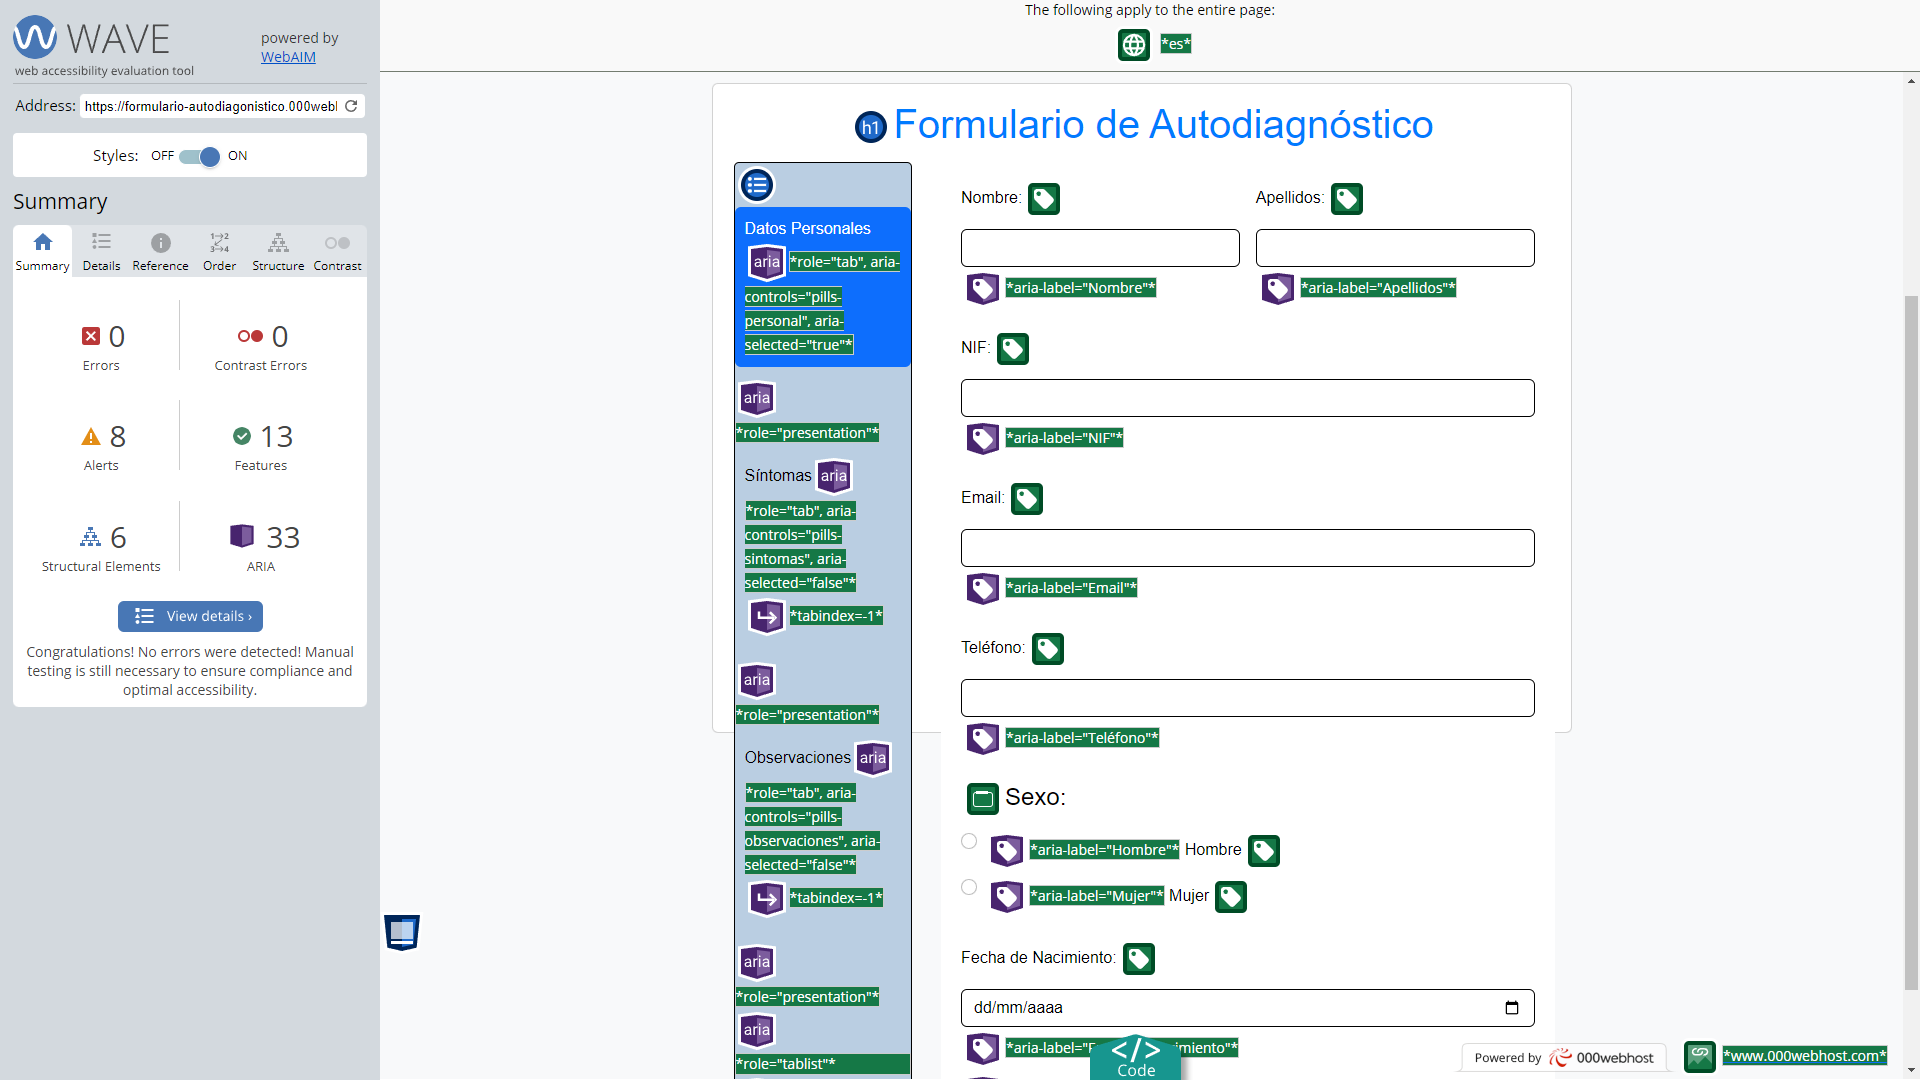 WAVE
powered by
WebAIM
web accessibility evaluation tool
Address: https://formulario-autodiagonistico.000webl
Styles: OFF ON
Summary
Summary Details Reference Order Structure Contrast
0
Errors
0
Contrast Errors
8
Alerts
13
Features
6
Structural Elements
33
ARIA
View details ›
Congratulations! No errors were detected! Manual
testing is still necessary to ensure compliance and
optimal accessibility.
The following apply to the entire page:
*es*
h1 Formulario de Autodiagnóstico
Datos Personales
aria *role="tab", aria-
controls="pills-
personal", aria-
selected="true"*
aria
*role="presentation"*
Síntomas aria
*role="tab", aria-
controls="pills-
sintomas", aria-
selected="false"*
*tabindex=-1*
aria
*role="presentation"*
Observaciones aria
*role="tab", aria-
controls="pills-
observaciones", aria-
selected="false"*
*tabindex=-1*
aria
*role="presentation"*
aria
*role="tablist"*
Nombre:
*aria-label="Nombre"*
Apellidos:
*aria-label="Apellidos"*
NIF:
*aria-label="NIF"*
Email:
*aria-label="Email"*
Teléfono:
*aria-label="Teléfono"*
Sexo:
*aria-label="Hombre"* Hombre
*aria-label="Mujer"* Mujer
Fecha de Nacimiento:
dd/mm/aaaa
*aria-label="F imiento"*
</> Code
Powered by 000webhost
*www.000webhost.com*